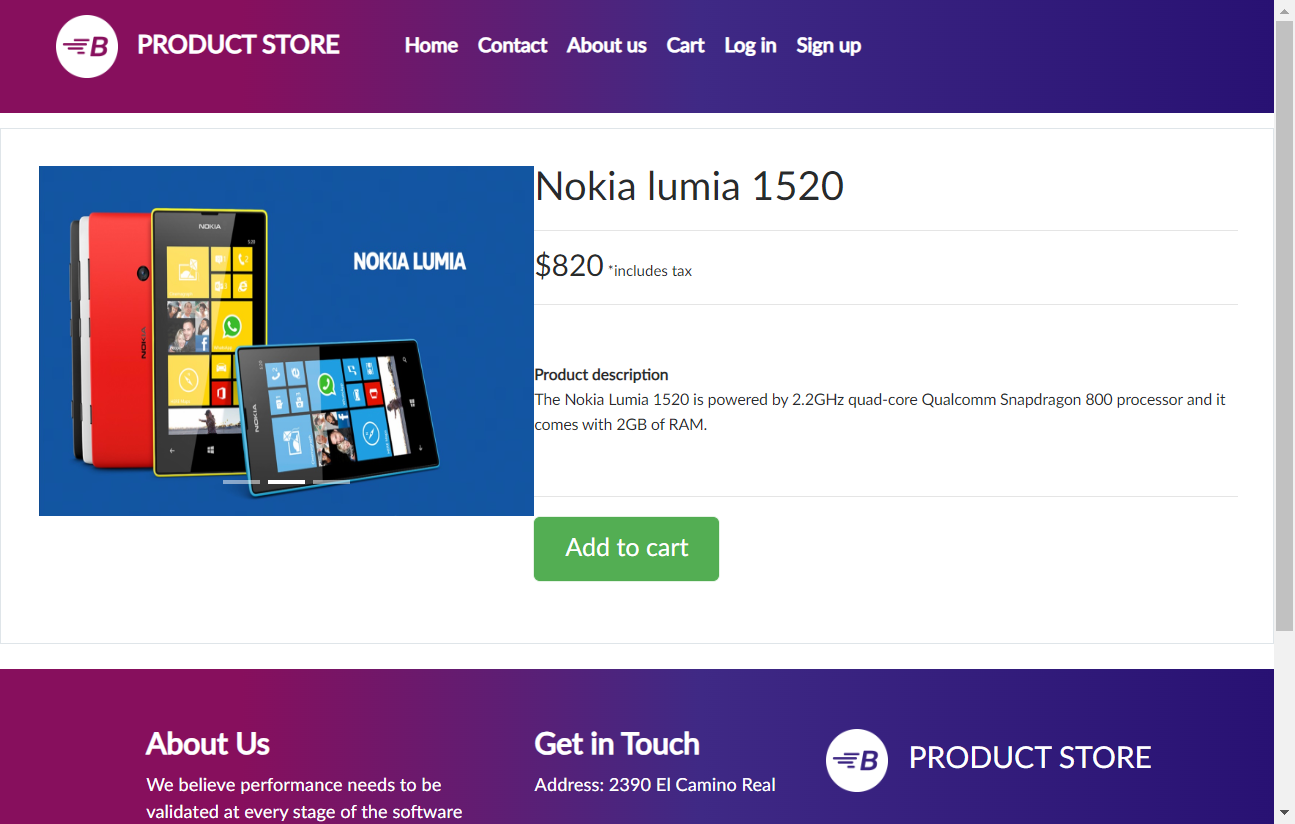 B PRODUCT STORE
Home Contact About us Cart Log in Sign up
Nokia lumia 1520
$820 *includes tax
NOKIA
NOKIA LUMIA
NOKIA
NOKIA
Product description
The Nokia Lumia 1520 is powered by 2.2GHz quad-core Qualcomm Snapdragon 800 processor and it
comes with 2GB of RAM.
Add to cart
About Us
We believe performance needs to be
validated at every stage of the software
Get in Touch
Address: 2390 El Camino Real
B PRODUCT STORE